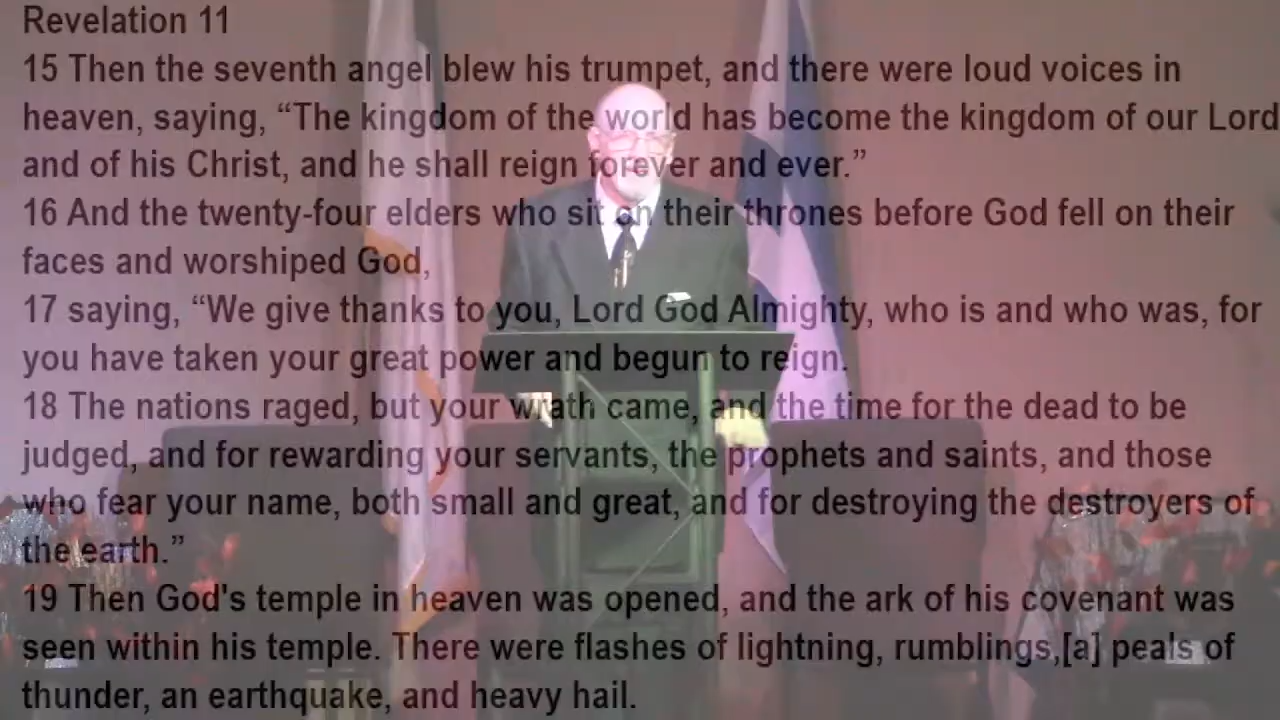 Revelation 11
15 Then the seventh angel blew his trumpet, and there were loud voices in
heaven, saying, “The kingdom of the world has become the kingdom of our Lord
and of his Christ, and he shall reign forever and ever.”
16 And the twenty-four elders who sit on their thrones before God fell on their
faces and worshiped God,
17 saying, “We give thanks to you, Lord God Almighty, who is and who was, for
you have taken your great power and begun to reign.
18 The nations raged, but your wrath came, and the time for the dead to be
judged, and for rewarding your servants, the prophets and saints, and those
who fear your name, both small and great, and for destroying the destroyers of
the earth.”
19 Then God's temple in heaven was opened, and the ark of his covenant was
seen within his temple. There were flashes of lightning, rumblings,[a] peals of
thunder, an earthquake, and heavy hail.